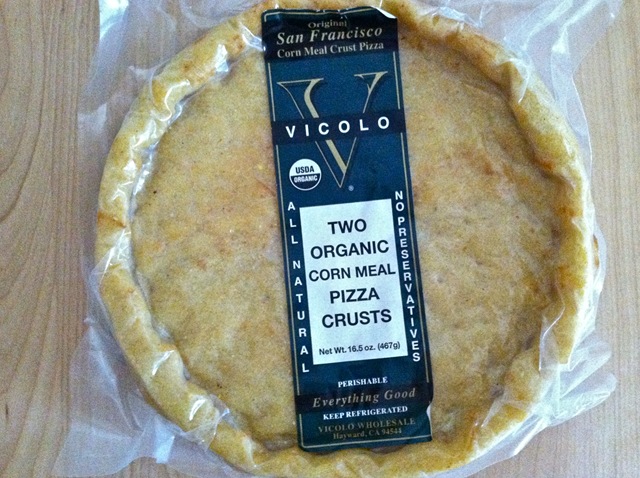 Original
San Francisco
Corn Meal Crust Pizza
VICOLO
®
USDA
ORGANIC
ALL NATURAL
NO PRESERVATIVES
TWO
ORGANIC
CORN MEAL
PIZZA
CRUSTS
Net Wt. 16.5 oz. (467g)
PERISHABLE
Everything Good
KEEP REFRIGERATED
VICOLO WHOLESALE
Hayward, CA 94544